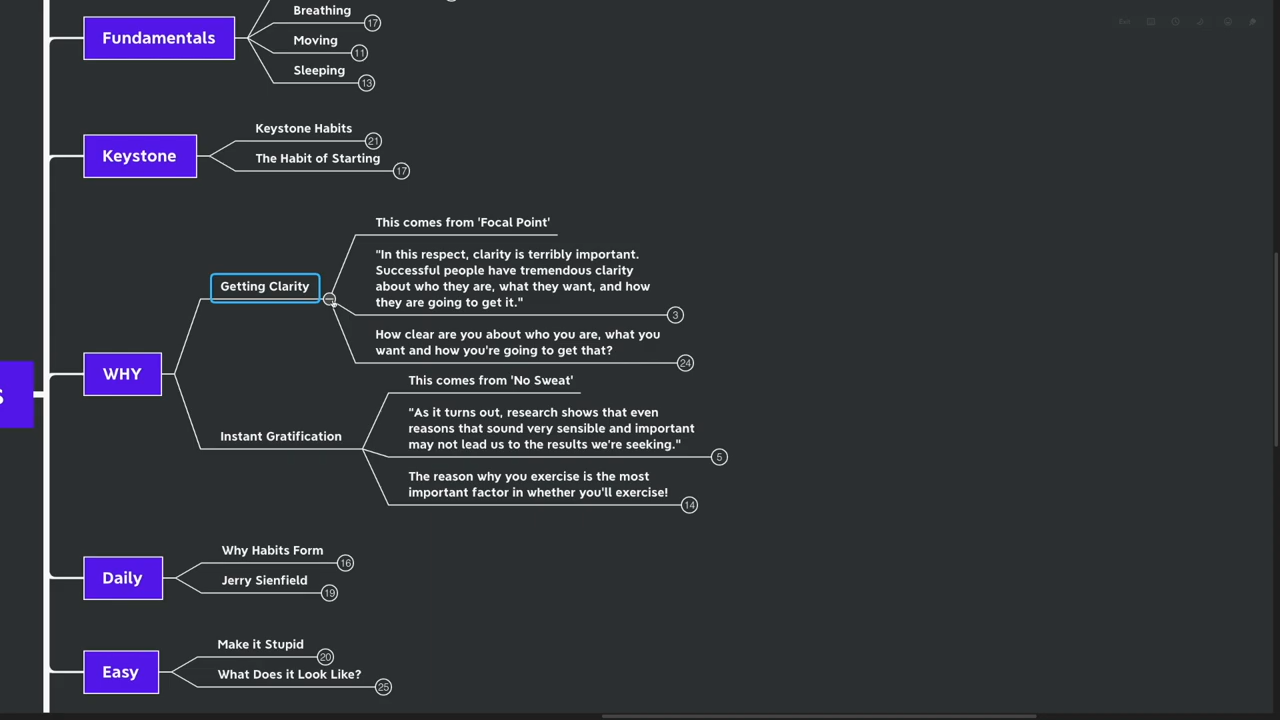 Fundamentals
Breathing
17
Moving
11
Sleeping
13
Keystone
Keystone Habits
21
The Habit of Starting
17
WHY
Getting Clarity
This comes from 'Focal Point'
"In this respect, clarity is terribly important.
Successful people have tremendous clarity
about who they are, what they want, and how
they are going to get it."
3
How clear are you about who you are, what you
want and how you're going to get that?
24
Instant Gratification
This comes from 'No Sweat'
"As it turns out, research shows that even
reasons that sound very sensible and important
may not lead us to the results we're seeking."
5
The reason why you exercise is the most
important factor in whether you'll exercise!
14
Daily
Why Habits Form
16
Jerry Sienfield
19
Easy
Make it Stupid
20
What Does it Look Like?
25
S